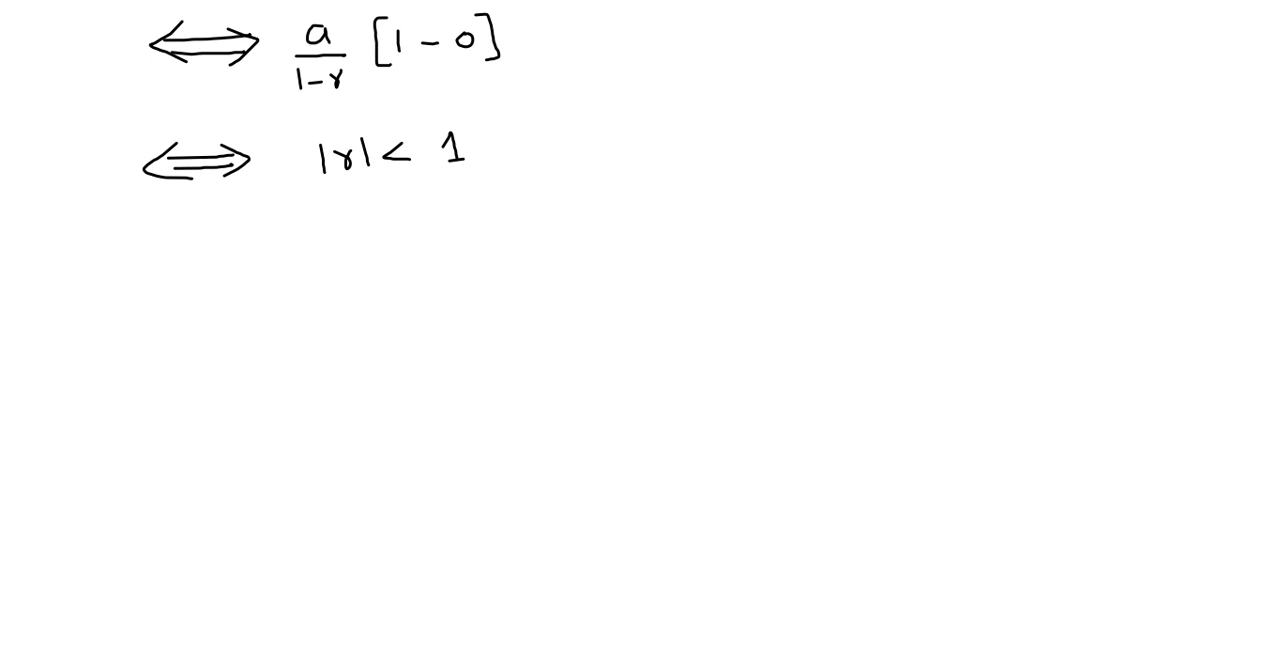 ⟺ a/(1-r) [1 - 0]
⟺ |r| < 1